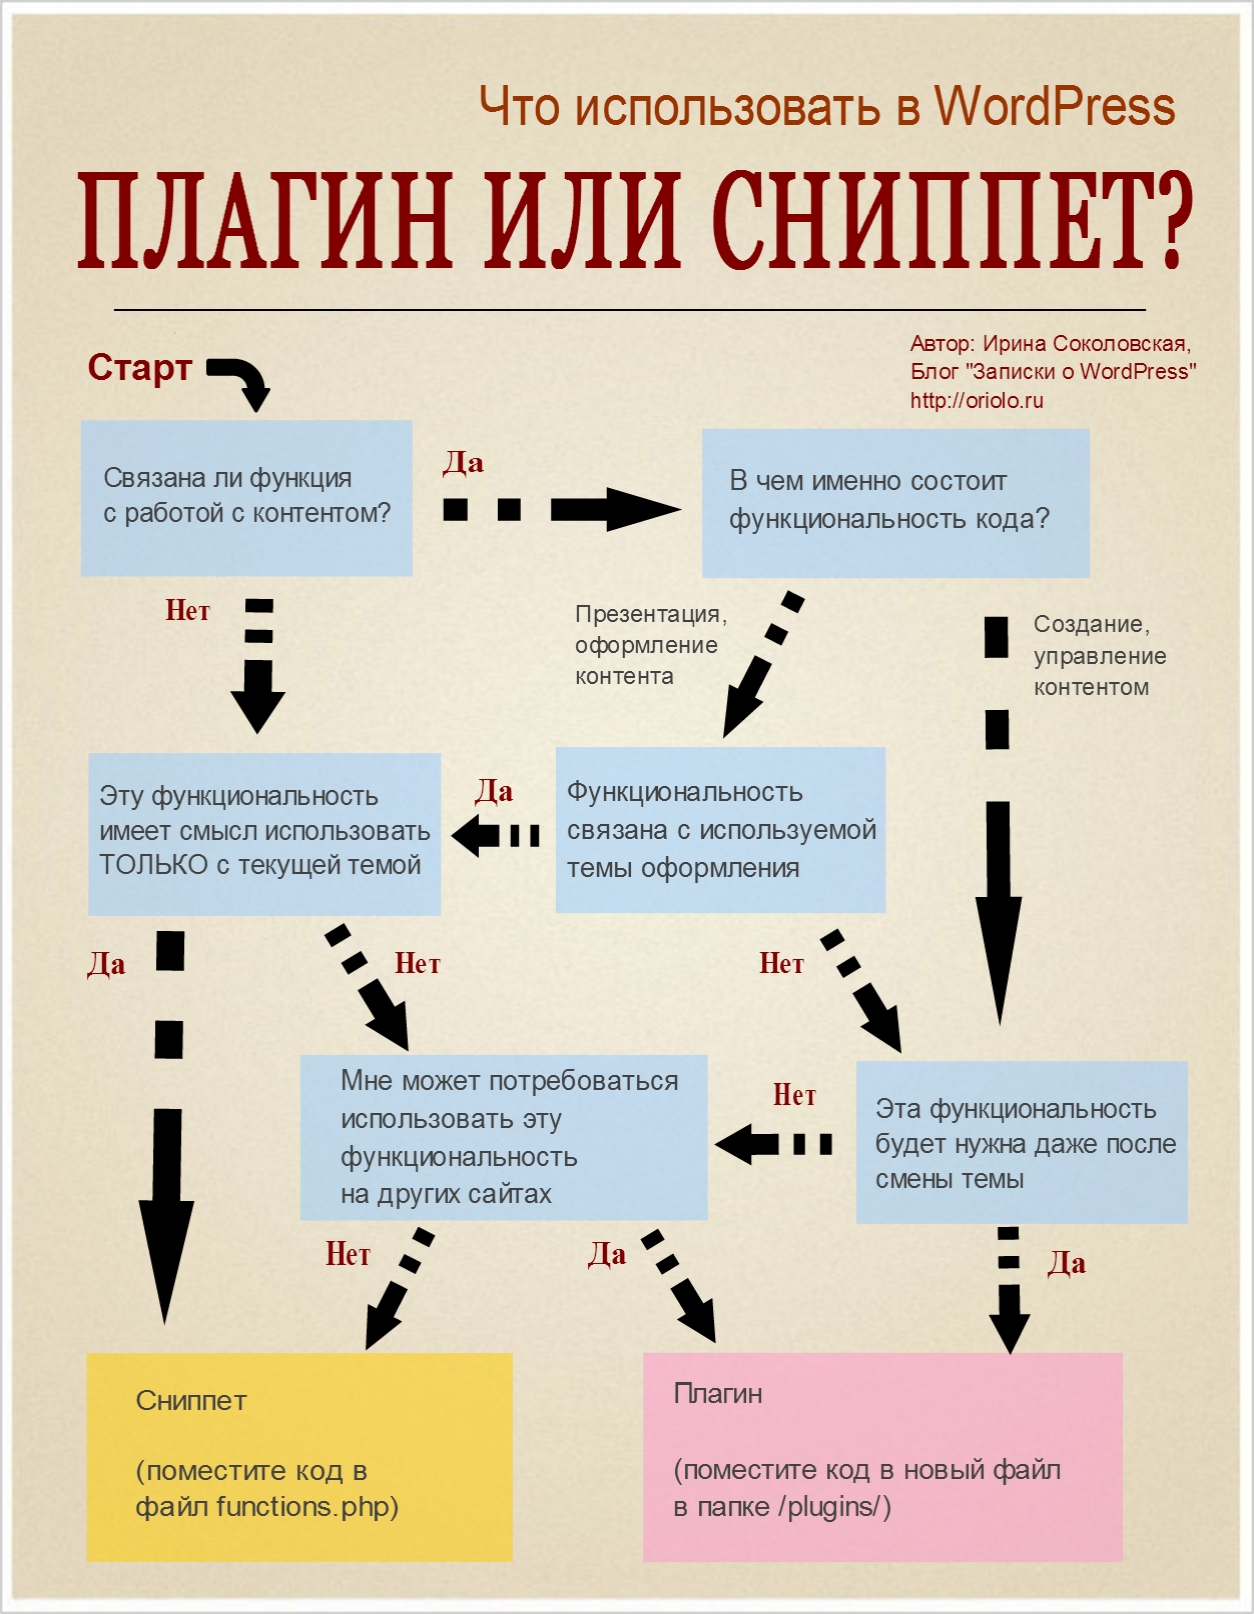 Что использовать в WordPress
ПЛАГИН ИЛИ СНИППЕТ?
Автор: Ирина Соколовская,
Блог "Записки о WordPress"
http://oriolo.ru
Старт
Связана ли функция
с работой с контентом?
Да
В чем именно состоит
функциональность кода?
Нет
Презентация,
оформление
контента
Создание,
управление
контентом
Эту функциональность
имеет смысл использовать
ТОЛЬКО с текущей темой
Да
Функциональность
связана с используемой
темы оформления
Да
Нет
Нет
Мне может потребоваться
использовать эту
функциональность
на других сайтах
Нет
Эта функциональность
будет нужна даже после
смены темы
Нет
Да
Да
Сниппет
(поместите код в
файл functions.php)
Плагин
(поместите код в новый файл
в папке /plugins/)